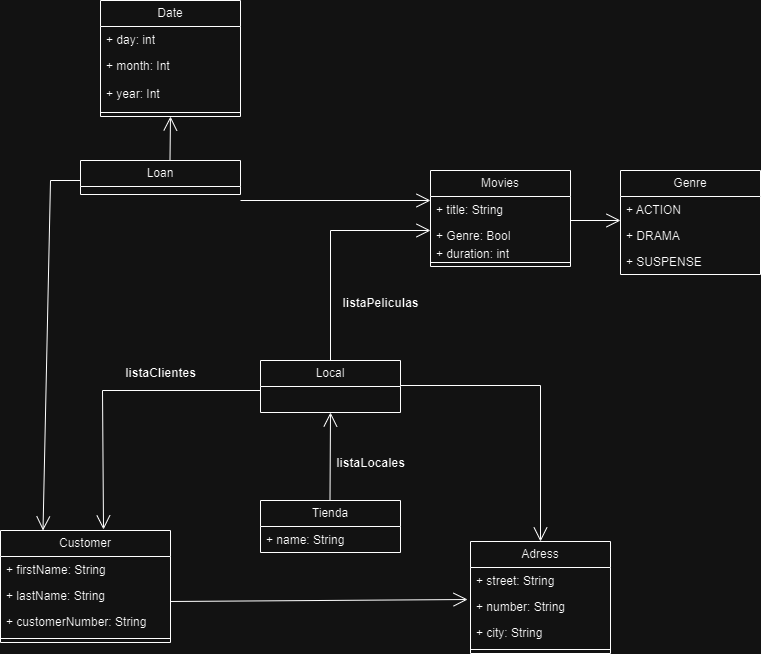 Date
+ day: int
+ month: Int
+ year: Int
Loan
Movies
+ title: String
+ Genre: Bool
+ duration: int
Genre
+ ACTION
+ DRAMA
+ SUSPENSE
listaPeliculas
listaClientes
Local
listaLocales
Tienda
+ name: String
Customer
+ firstName: String
+ lastName: String
+ customerNumber: String
Adress
+ street: String
+ number: String
+ city: String